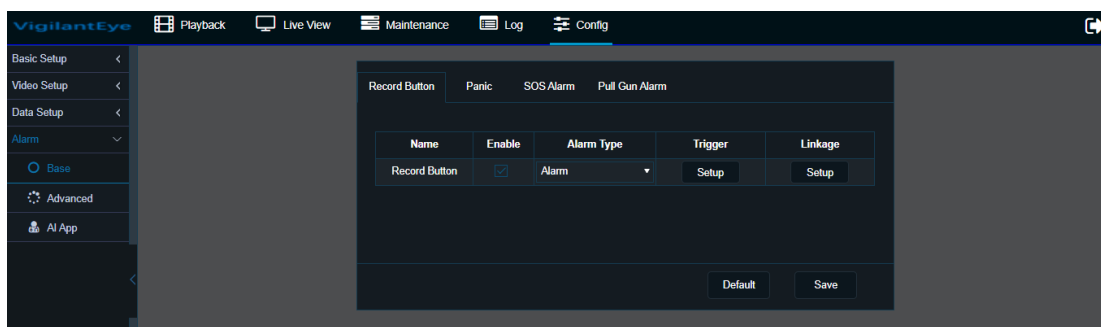 VigilantEye Playback Live View Maintenance Log Config
Basic Setup
Video Setup
Data Setup
Alarm
Base
Advanced
AI App
Record Button Panic SOS Alarm Pull Gun Alarm
Name Enable Alarm Type Trigger Linkage
Record Button Alarm Setup Setup
Default Save